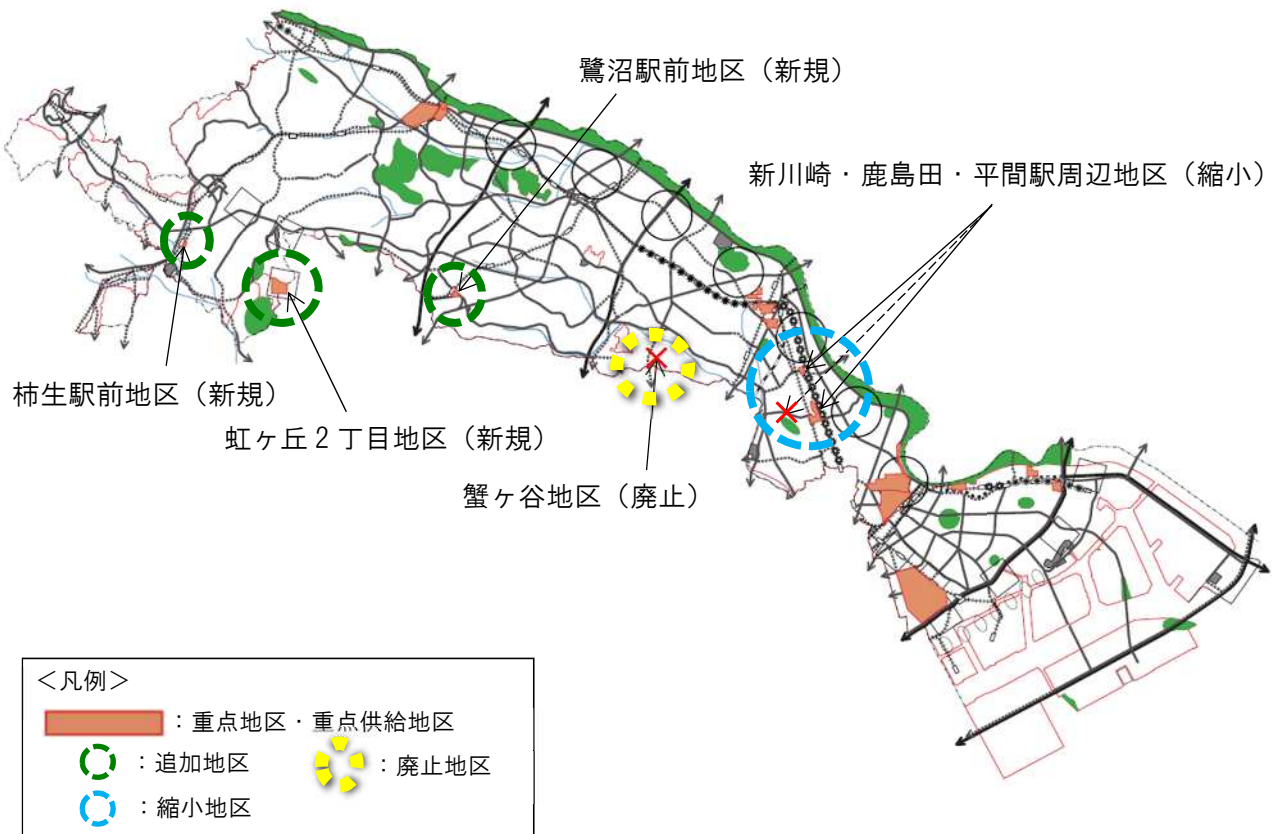 鷺沼駅前地区（新規）
新川崎・鹿島田・平間駅周辺地区（縮小）
柿生駅前地区（新規）
虹ヶ丘２丁目地区（新規）
蟹ヶ谷地区（廃止）
＜凡例＞
：重点地区・重点供給地区
：追加地区
：廃止地区
：縮小地区